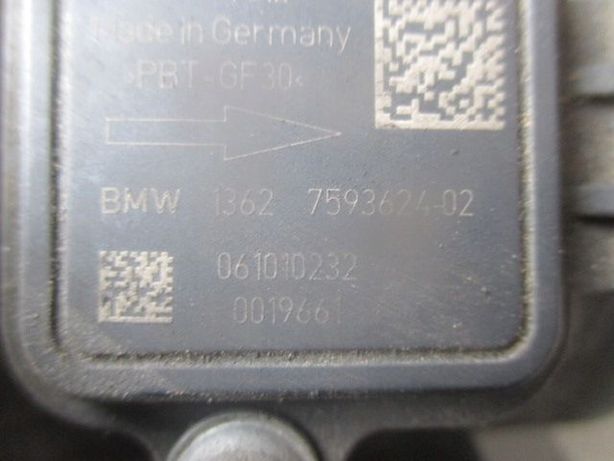 Made in Germany
>PBT-GF30<
BMW 1362 7593624-02
061010232
0019661